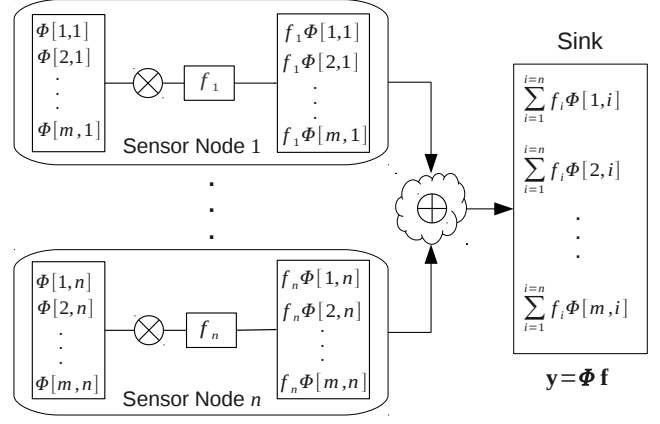 Φ[1,1]
Φ[2,1]
.
.
.
Φ[m,1]
⊗
f₁
f₁Φ[1,1]
f₁Φ[2,1]
.
.
.
f₁Φ[m,1]
Sensor Node 1
.
.
.
Φ[1,n]
Φ[2,n]
.
.
.
Φ[m,n]
⊗
fₙ
fₙΦ[1,n]
fₙΦ[2,n]
.
.
.
fₙΦ[m,n]
Sensor Node n
⊕
Sink
i=n
∑ fᵢΦ[1,i]
i=1
i=n
∑ fᵢΦ[2,i]
i=1
.
.
.
i=n
∑ fᵢΦ[m,i]
i=1
y=Φ f